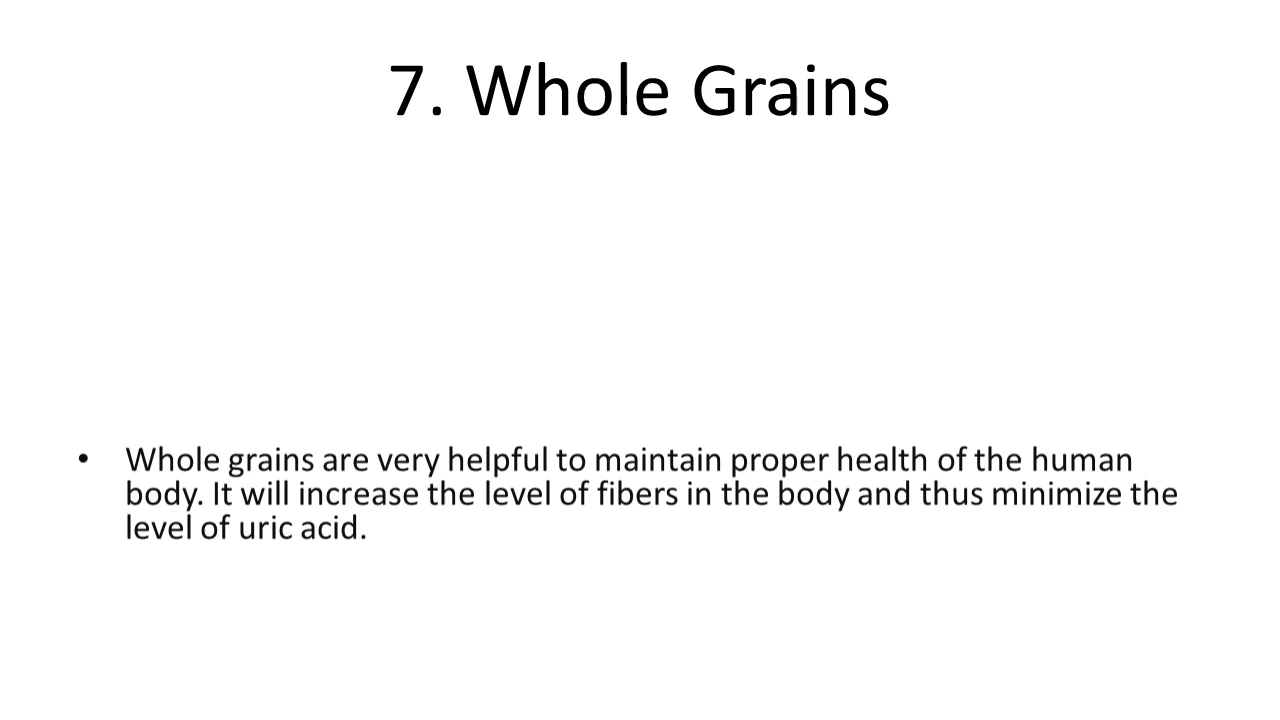 7. Whole Grains
• Whole grains are very helpful to maintain proper health of the human
body. It will increase the level of fibers in the body and thus minimize the
level of uric acid.